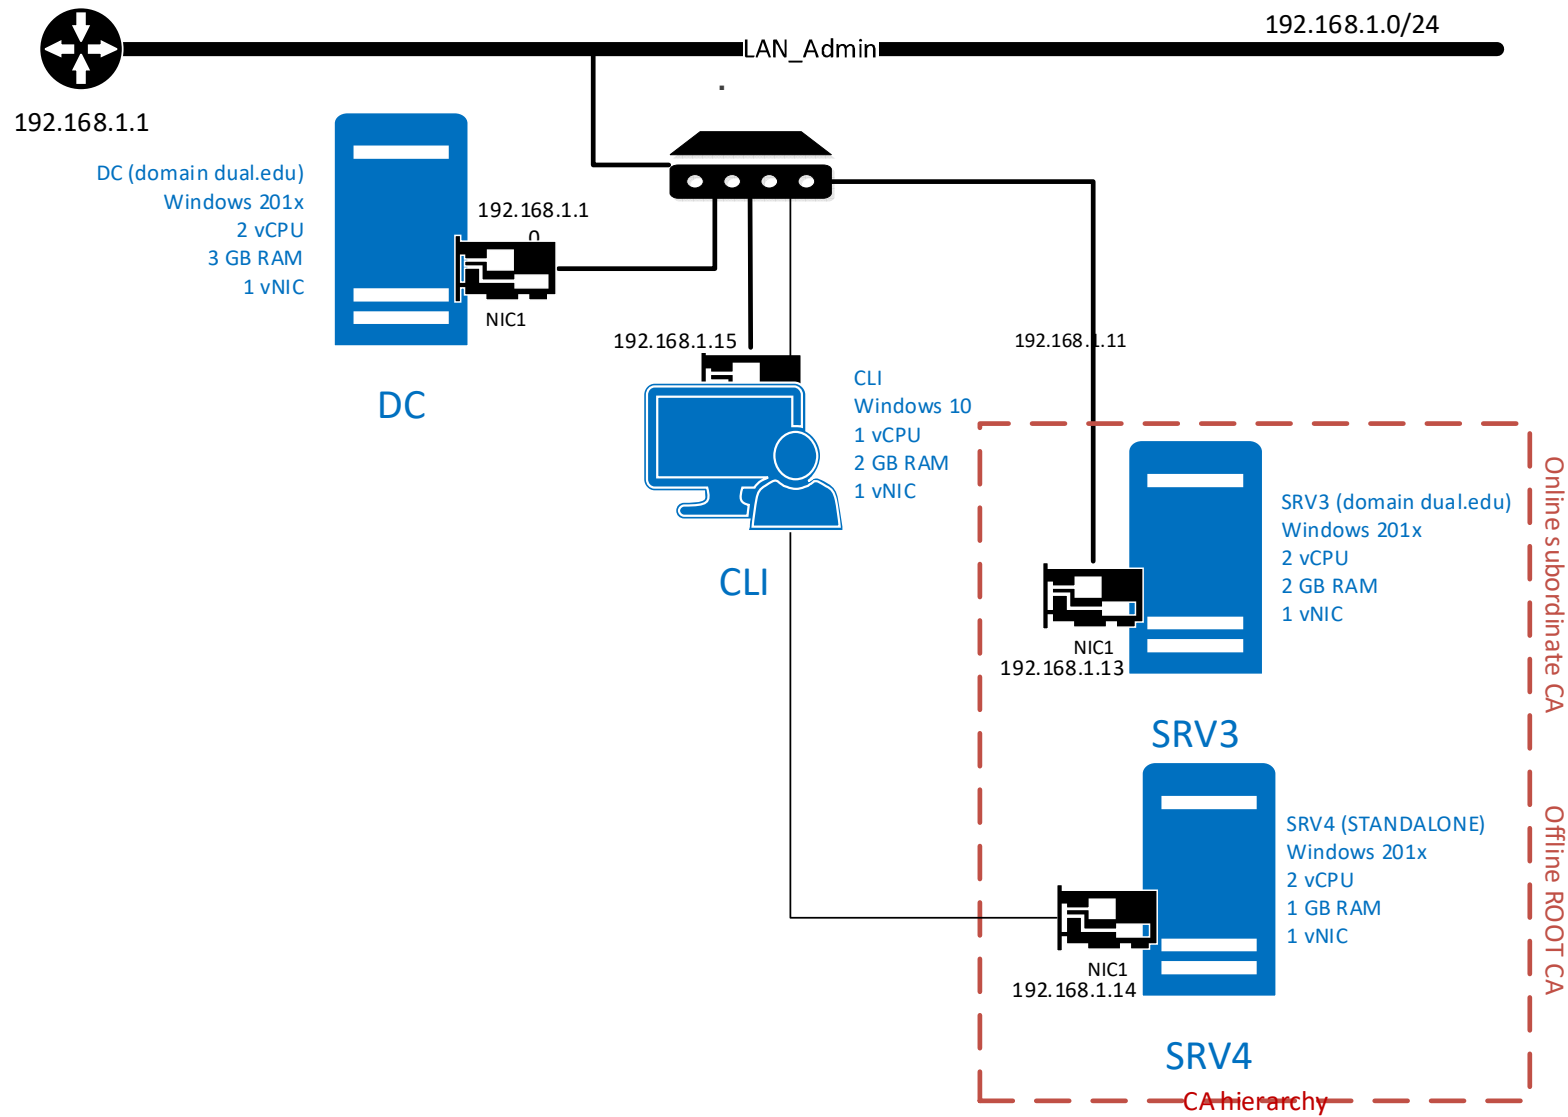 192.168.1.0/24
LAN_Admin
.
192.168.1.1
DC (domain dual.edu)
Windows 201x
2 vCPU
3 GB RAM
1 vNIC
192.168.1.1
0
NIC1
DC
192.168.1.15
CLI
Windows 10
1 vCPU
2 GB RAM
1 vNIC
CLI
192.168.1.11
SRV3 (domain dual.edu)
Windows 201x
2 vCPU
2 GB RAM
1 vNIC
NIC1
192.168.1.13
SRV3
Online subordinate CA
SRV4 (STANDALONE)
Windows 201x
2 vCPU
1 GB RAM
1 vNIC
NIC1
192.168.1.14
SRV4
Offline ROOT CA
CA hierarchy